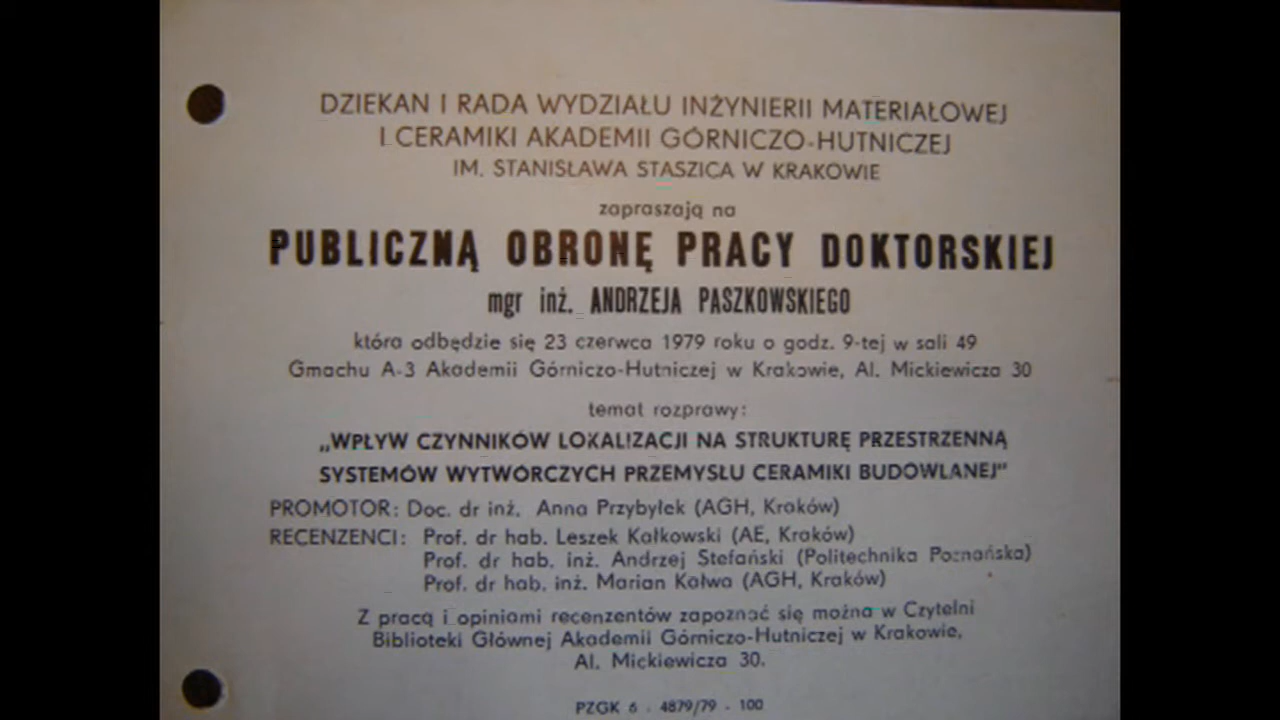 DZIEKAN I RADA WYDZIAŁU INŻYNIERII MATERIAŁOWEJ
I CERAMIKI AKADEMII GÓRNICZO-HUTNICZEJ
IM. STANISŁAWA STASZICA W KRAKOWIE
zapraszają na
PUBLICZNĄ OBRONĘ PRACY DOKTORSKIEJ
mgr inż. ANDRZEJA PASZKOWSKIEGO
która odbędzie się 23 czerwca 1979 roku o godz. 9-tej w sali 49
Gmachu A-3 Akademii Górniczo-Hutniczej w Krakowie, Al. Mickiewicza 30
temat rozprawy:
„WPŁYW CZYNNIKÓW LOKALIZACJI NA STRUKTURĘ PRZESTRZENNĄ
SYSTEMÓW WYTWÓRCZYCH PRZEMYSŁU CERAMIKI BUDOWLANEJ"
PROMOTOR: Doc. dr inż. Anna Przybyłek (AGH, Kraków)
RECENZENCI: Prof. dr hab. Leszek Kałkowski (AE, Kraków)
Prof. dr hab. inż. Andrzej Stefański (Politechnika Poznańska)
Prof. dr hab. inż. Marian Kalwa (AGH, Kraków)
Z pracą i opiniami recenzentów zapoznać się można w Czytelni
Biblioteki Głównej Akademii Górniczo-Hutniczej w Krakowie,
Al. Mickiewicza 30.
PZGK 6 - 4879/79 - 100